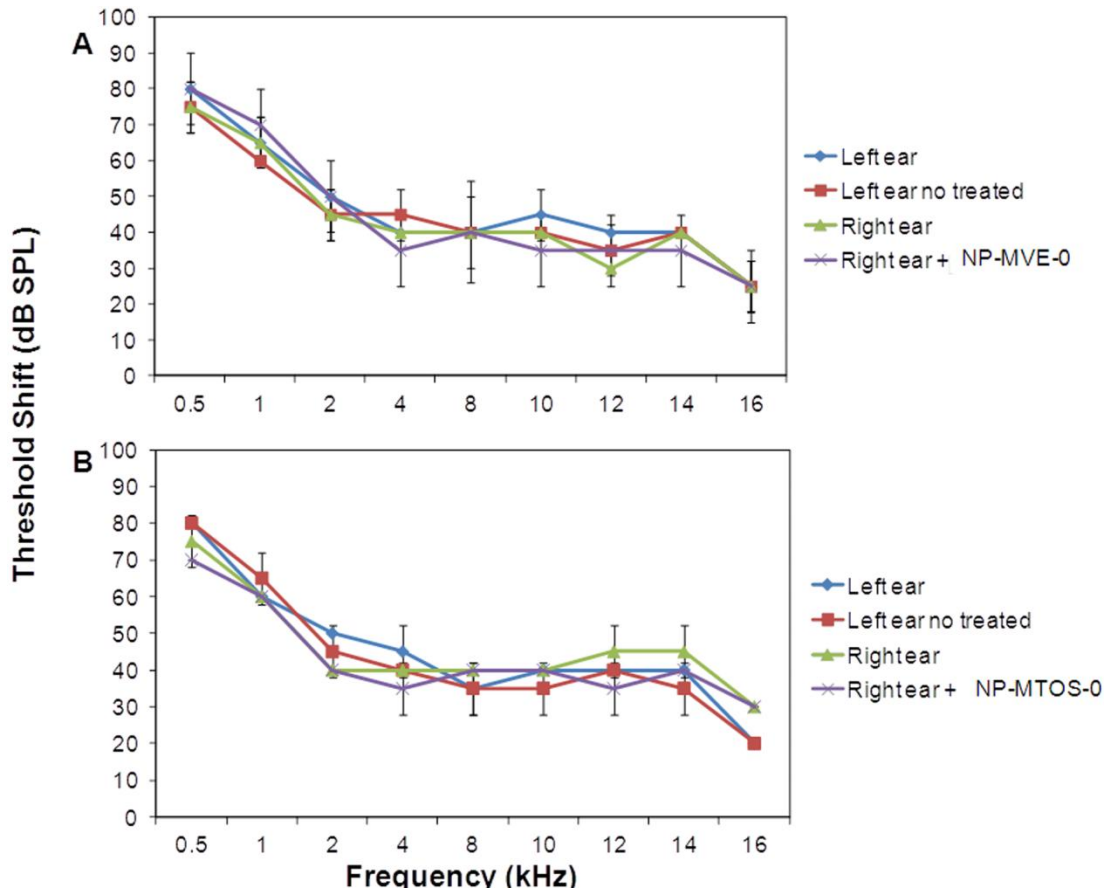 Threshold Shift (dB SPL)
A
100
90
80
70
60
50
40
30
20
10
0
0.5 1 2 4 8 10 12 14 16
Left ear
Left ear no treated
Right ear
Right ear + NP-MVE-0
B
100
90
80
70
60
50
40
30
20
10
0
0.5 1 2 4 8 10 12 14 16
Frequency (kHz)
Left ear
Left ear no treated
Right ear
Right ear + NP-MTOS-0